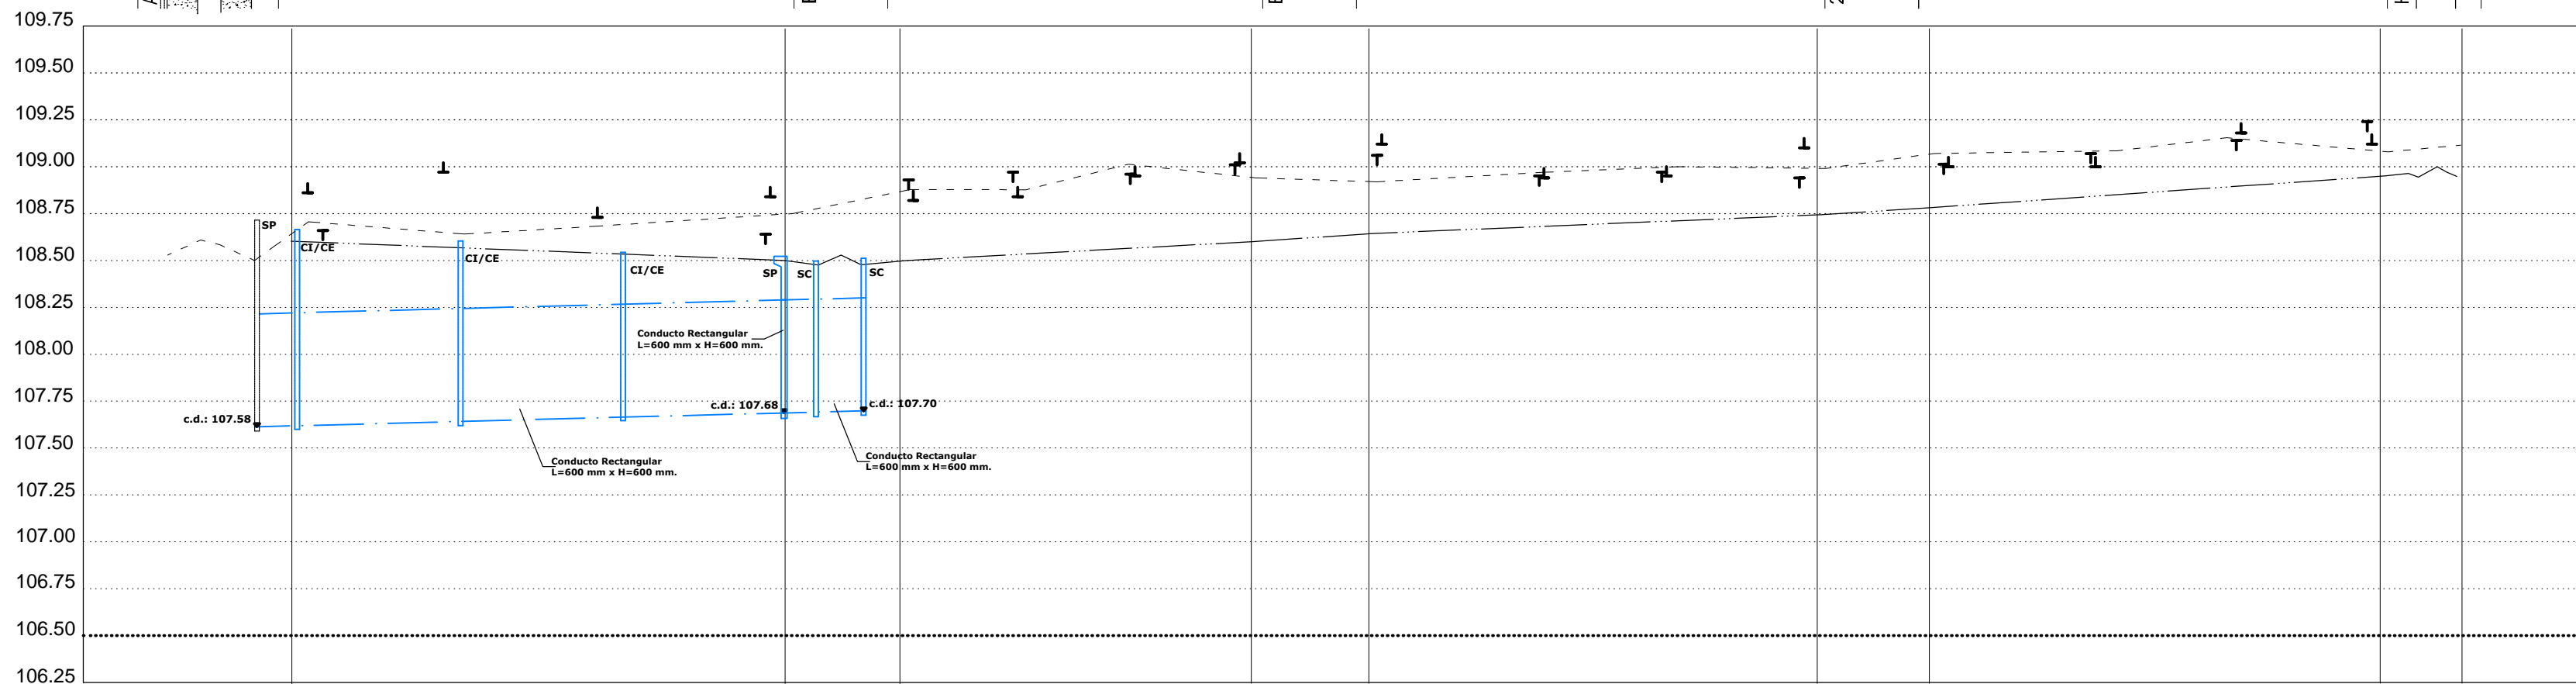 109.75
109.50
109.25
109.00
108.75
SP
108.50
CI/CE
CI/CE
CI/CE
SP
SC
SC
108.25
Conducto Rectangular
L=600 mm x H=600 mm.
108.00
107.75
c.d.: 107.58
c.d.: 107.68
c.d.: 107.70
107.50
Conducto Rectangular
L=600 mm x H=600 mm.
Conducto Rectangular
L=600 mm x H=600 mm.
107.25
107.00
106.75
106.50
106.25